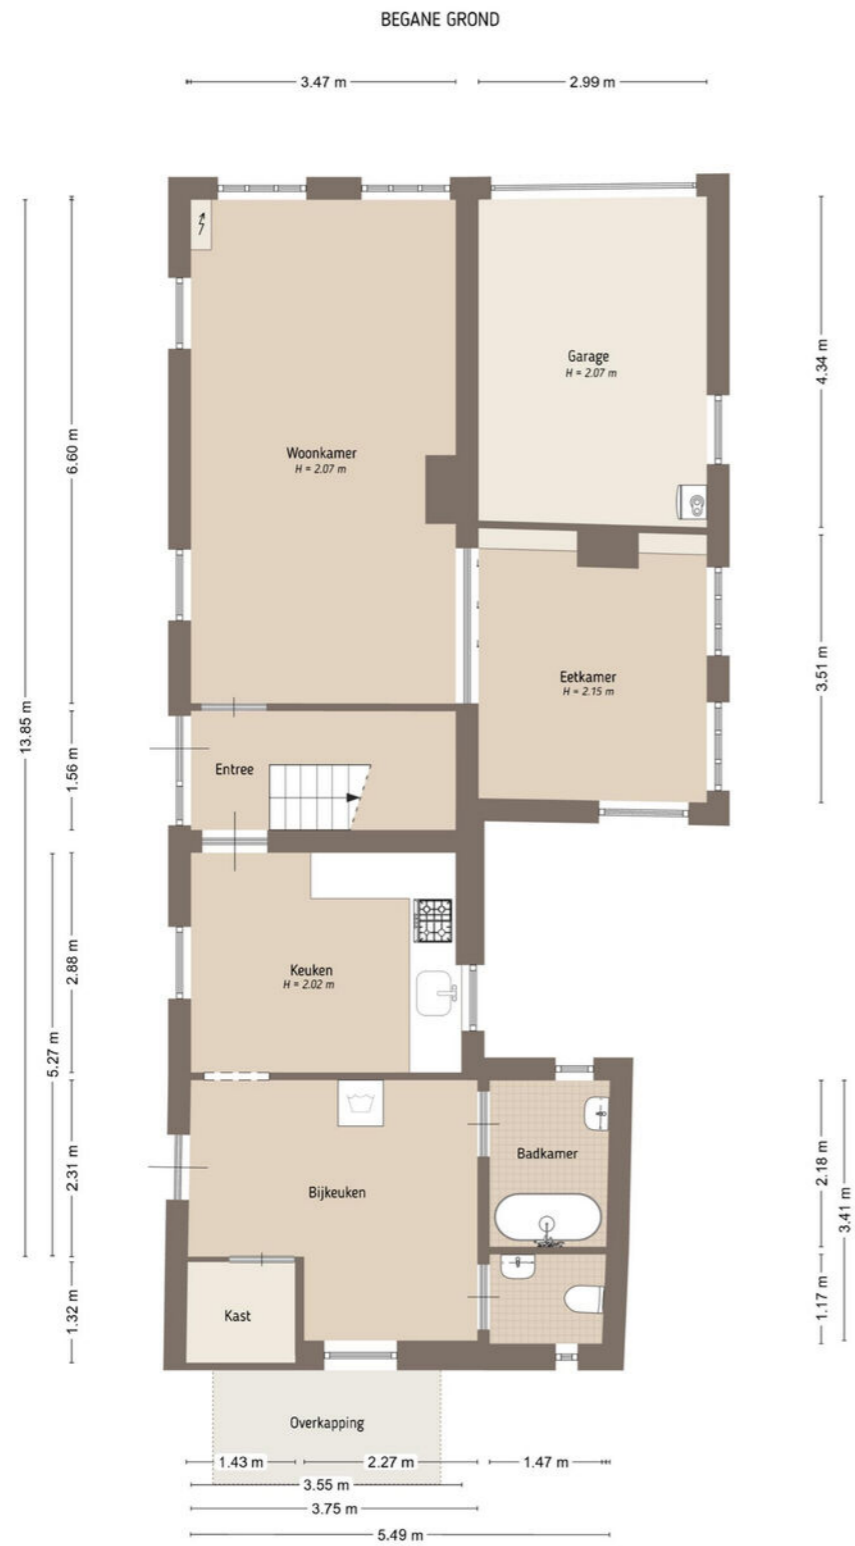 BEGANE GROND
3.47 m
2.99 m
Garage
H = 2.07 m
4.34 m
6.60 m
Woonkamer
H = 2.07 m
Eetkamer
H = 2.15 m
3.51 m
13.85 m
1.56 m
Entree
Keuken
H = 2.02 m
2.88 m
5.27 m
Badkamer
2.31 m
2.18 m
3.41 m
Bijkeuken
1.32 m
Kast
1.17 m
Overkapping
1.43 m
2.27 m
1.47 m
3.55 m
3.75 m
5.49 m